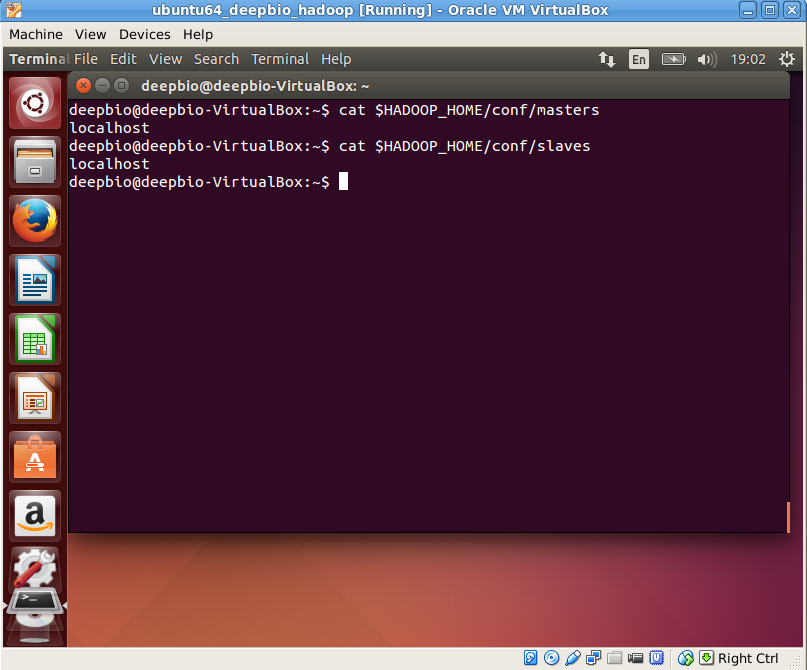 ubuntu64_deepbio_hadoop [Running] - Oracle VM VirtualBox
Machine View Devices Help
Terminal File Edit View Search Terminal Help En 19:02
deepbio@deepbio-VirtualBox: ~
deepbio@deepbio-VirtualBox:~$ cat $HADOOP_HOME/conf/masters
localhost
deepbio@deepbio-VirtualBox:~$ cat $HADOOP_HOME/conf/slaves
localhost
deepbio@deepbio-VirtualBox:~$
a
Right Ctrl